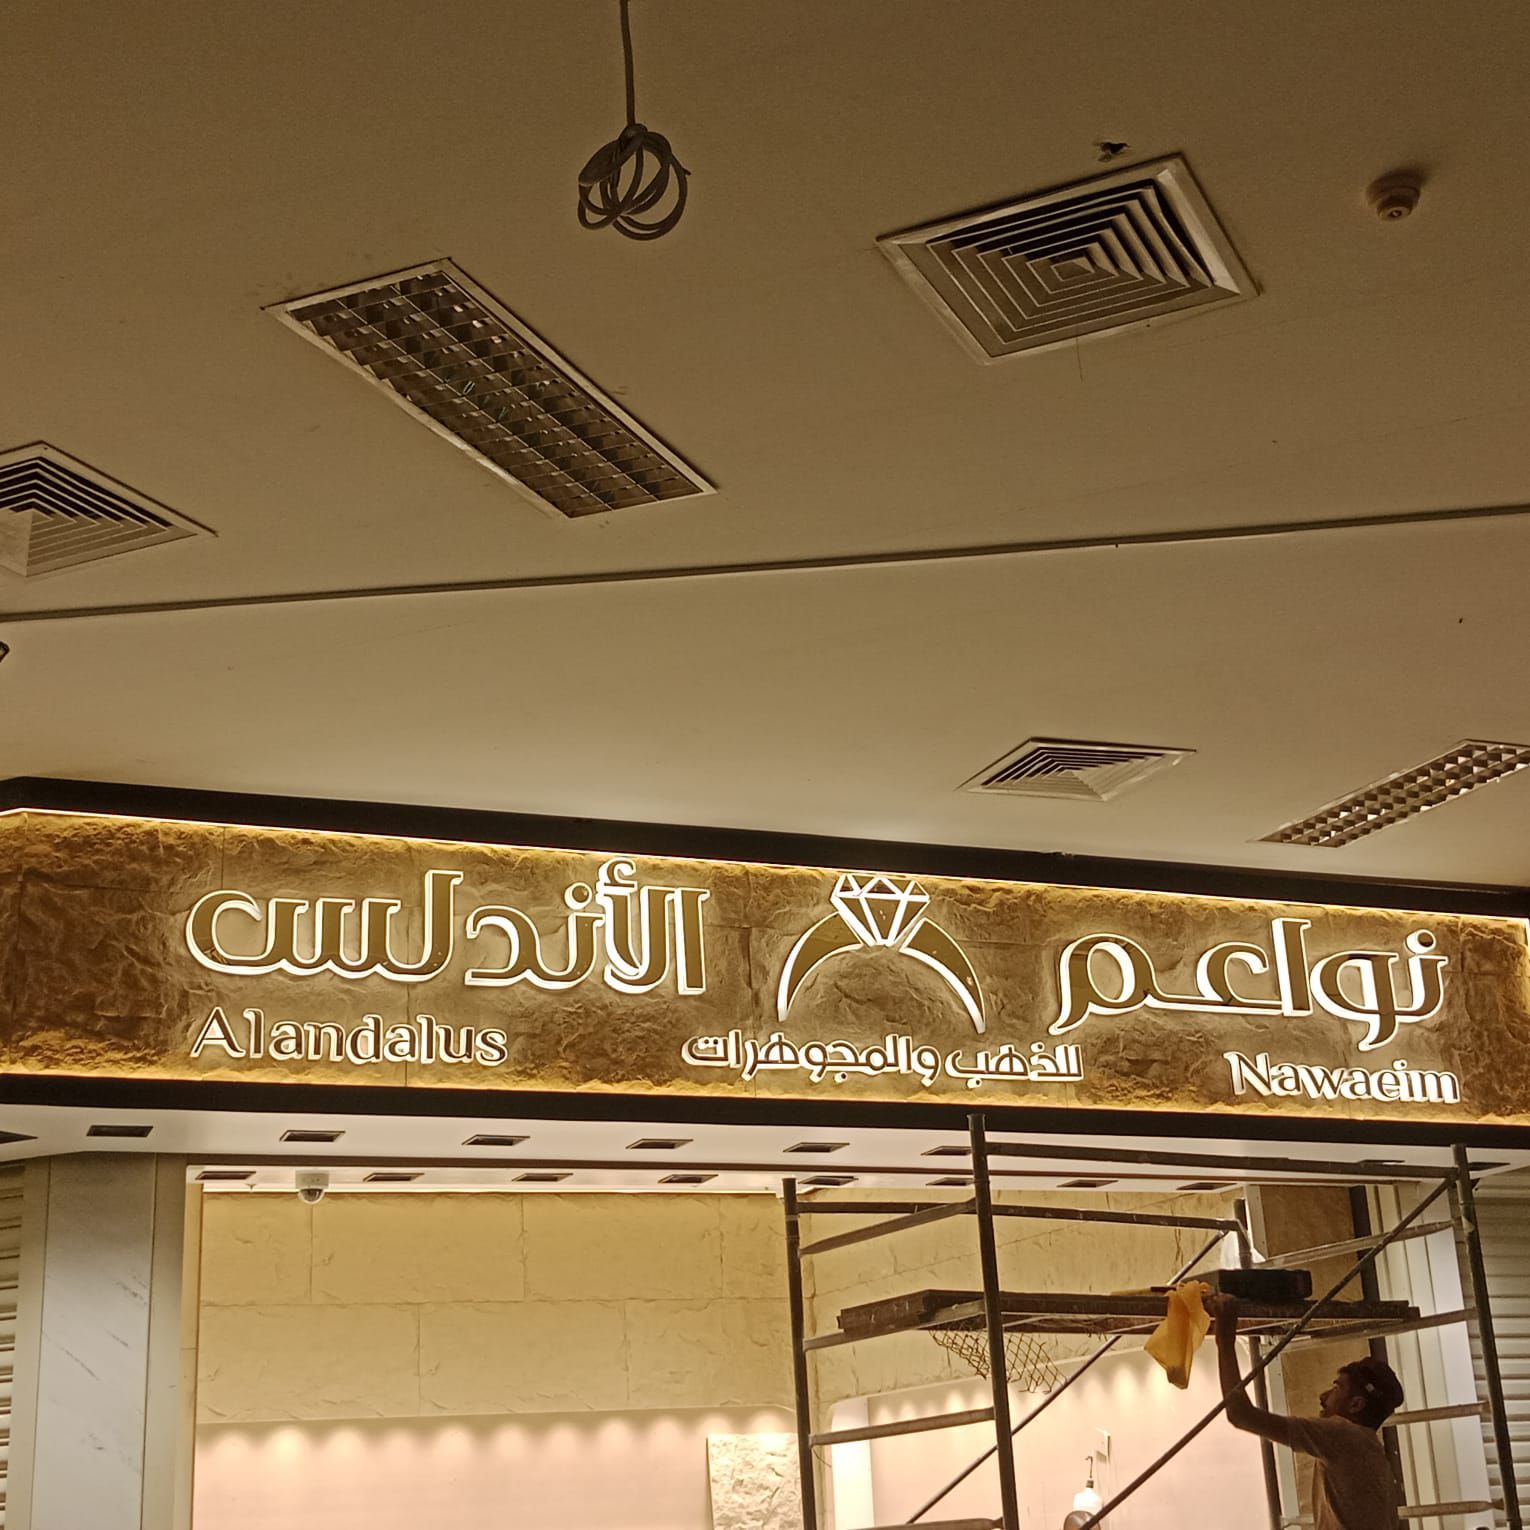 نواعم الأندلس
للذهب والمجوهرات
Nawaeim Alandalus